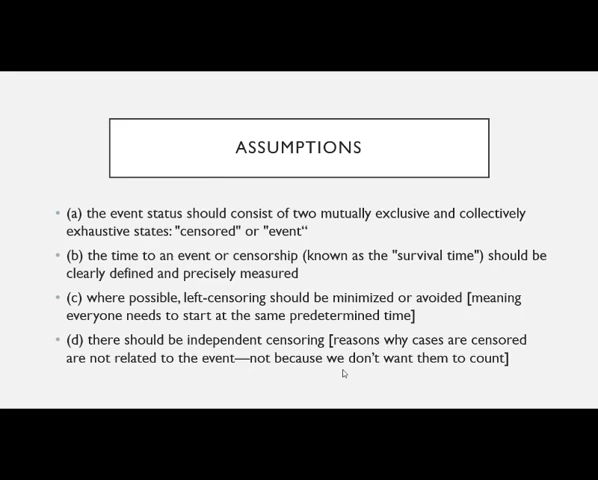 ASSUMPTIONS
• (a) the event status should consist of two mutually exclusive and collectively
exhaustive states: "censored" or "event“
• (b) the time to an event or censorship (known as the "survival time") should be
clearly defined and precisely measured
• (c) where possible, left-censoring should be minimized or avoided [meaning
everyone needs to start at the same predetermined time]
• (d) there should be independent censoring [reasons why cases are censored
are not related to the event—not because we don't want them to count]